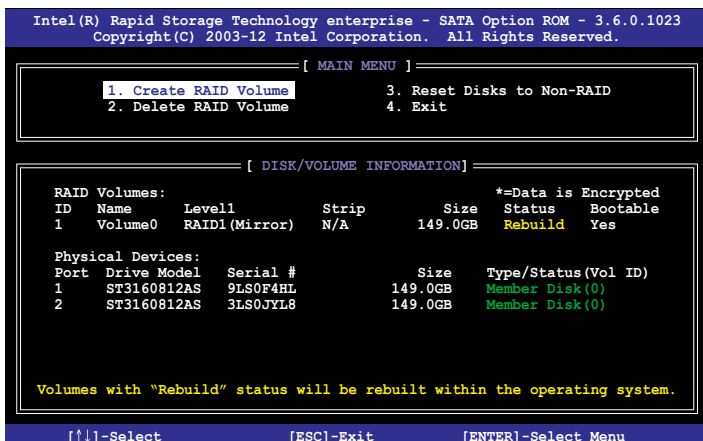 Intel(R) Rapid Storage Technology enterprise - SATA Option ROM - 3.6.0.1023
Copyright(C) 2003-12 Intel Corporation. All Rights Reserved.
[ MAIN MENU ]
1. Create RAID Volume 3. Reset Disks to Non-RAID
2. Delete RAID Volume 4. Exit
[ DISK/VOLUME INFORMATION]
RAID Volumes: *=Data is Encrypted
ID Name Level1 Strip Size Status Bootable
1 Volume0 RAID1(Mirror) N/A 149.0GB Rebuild Yes
Physical Devices:
Port Drive Model Serial # Size Type/Status(Vol ID)
1 ST3160812AS 9LS0F4HL 149.0GB Member Disk(0)
2 ST3160812AS 3LS0JYL8 149.0GB Member Disk(0)
Volumes with “Rebuild” status will be rebuilt within the operating system.
[↑↓]-Select [ESC]-Exit [ENTER]-Select Menu